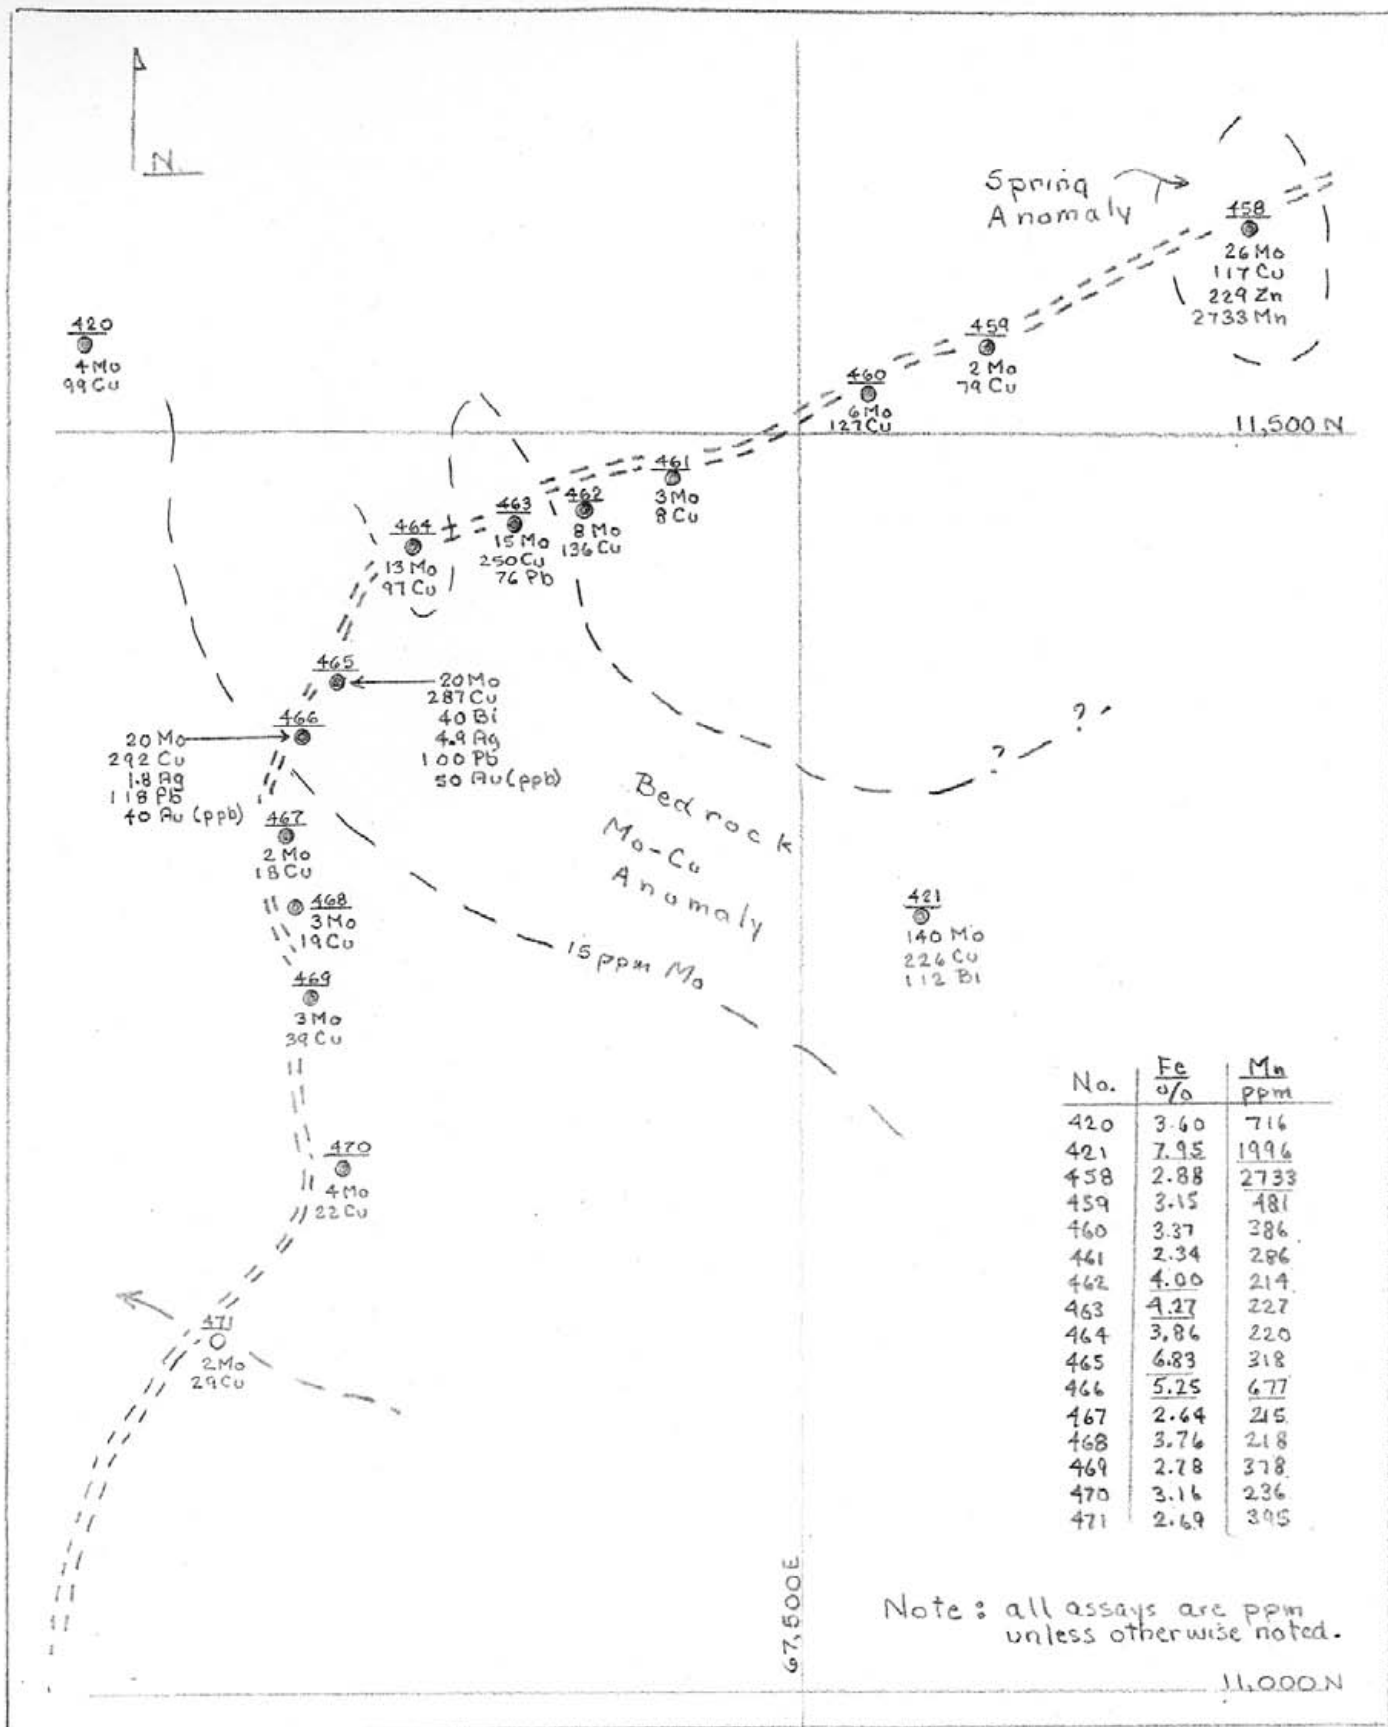 N.
Spring
Anomaly
458
26 Mo
117 Cu
229 Zn
2733 Mn
420
4 Mo
99 Cu
459
2 Mo
79 Cu
460
6 Mo
127 Cu
11,500 N
461
3 Mo
8 Cu
462
8 Mo
136 Cu
463
15 Mo
250 Cu
76 Pb
464
13 Mo
97 Cu
465
20 Mo
287 Cu
40 Bi
4.9 Ag
100 Pb
50 Au (ppb)
466
20 Mo
292 Cu
1.8 Ag
118 Pb
40 Au (ppb)
?
?
Bedrock
Mo-Cu
Anomaly
467
2 Mo
18 Cu
468
3 Mo
19 Cu
421
140 Mo
226 Cu
112 Bi
15 ppm Mo
469
3 Mo
39 Cu
470
4 Mo
22 Cu
471
2 Mo
29 Cu
No. Fe % Mn ppm
420 3.60 716
421 7.95 1996
458 2.88 2733
459 3.15 481
460 3.37 386
461 2.34 286
462 4.00 214
463 4.27 227
464 3.86 220
465 6.83 318
466 5.25 677
467 2.64 215
468 3.76 218
469 2.78 378
470 3.16 236
471 2.69 395
67,500E
Note: all assays are ppm
unless otherwise noted.
11,000 N